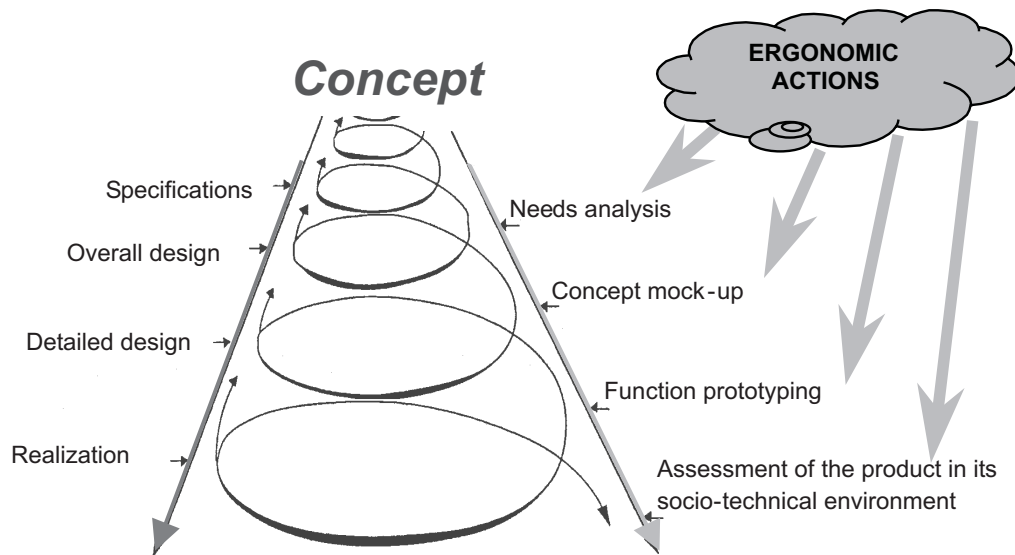 ERGONOMIC
ACTIONS
Concept
Specifications
Needs analysis
Overall design
Concept mock-up
Detailed design
Function prototyping
Realization
Assessment of the product in its
socio-technical environment